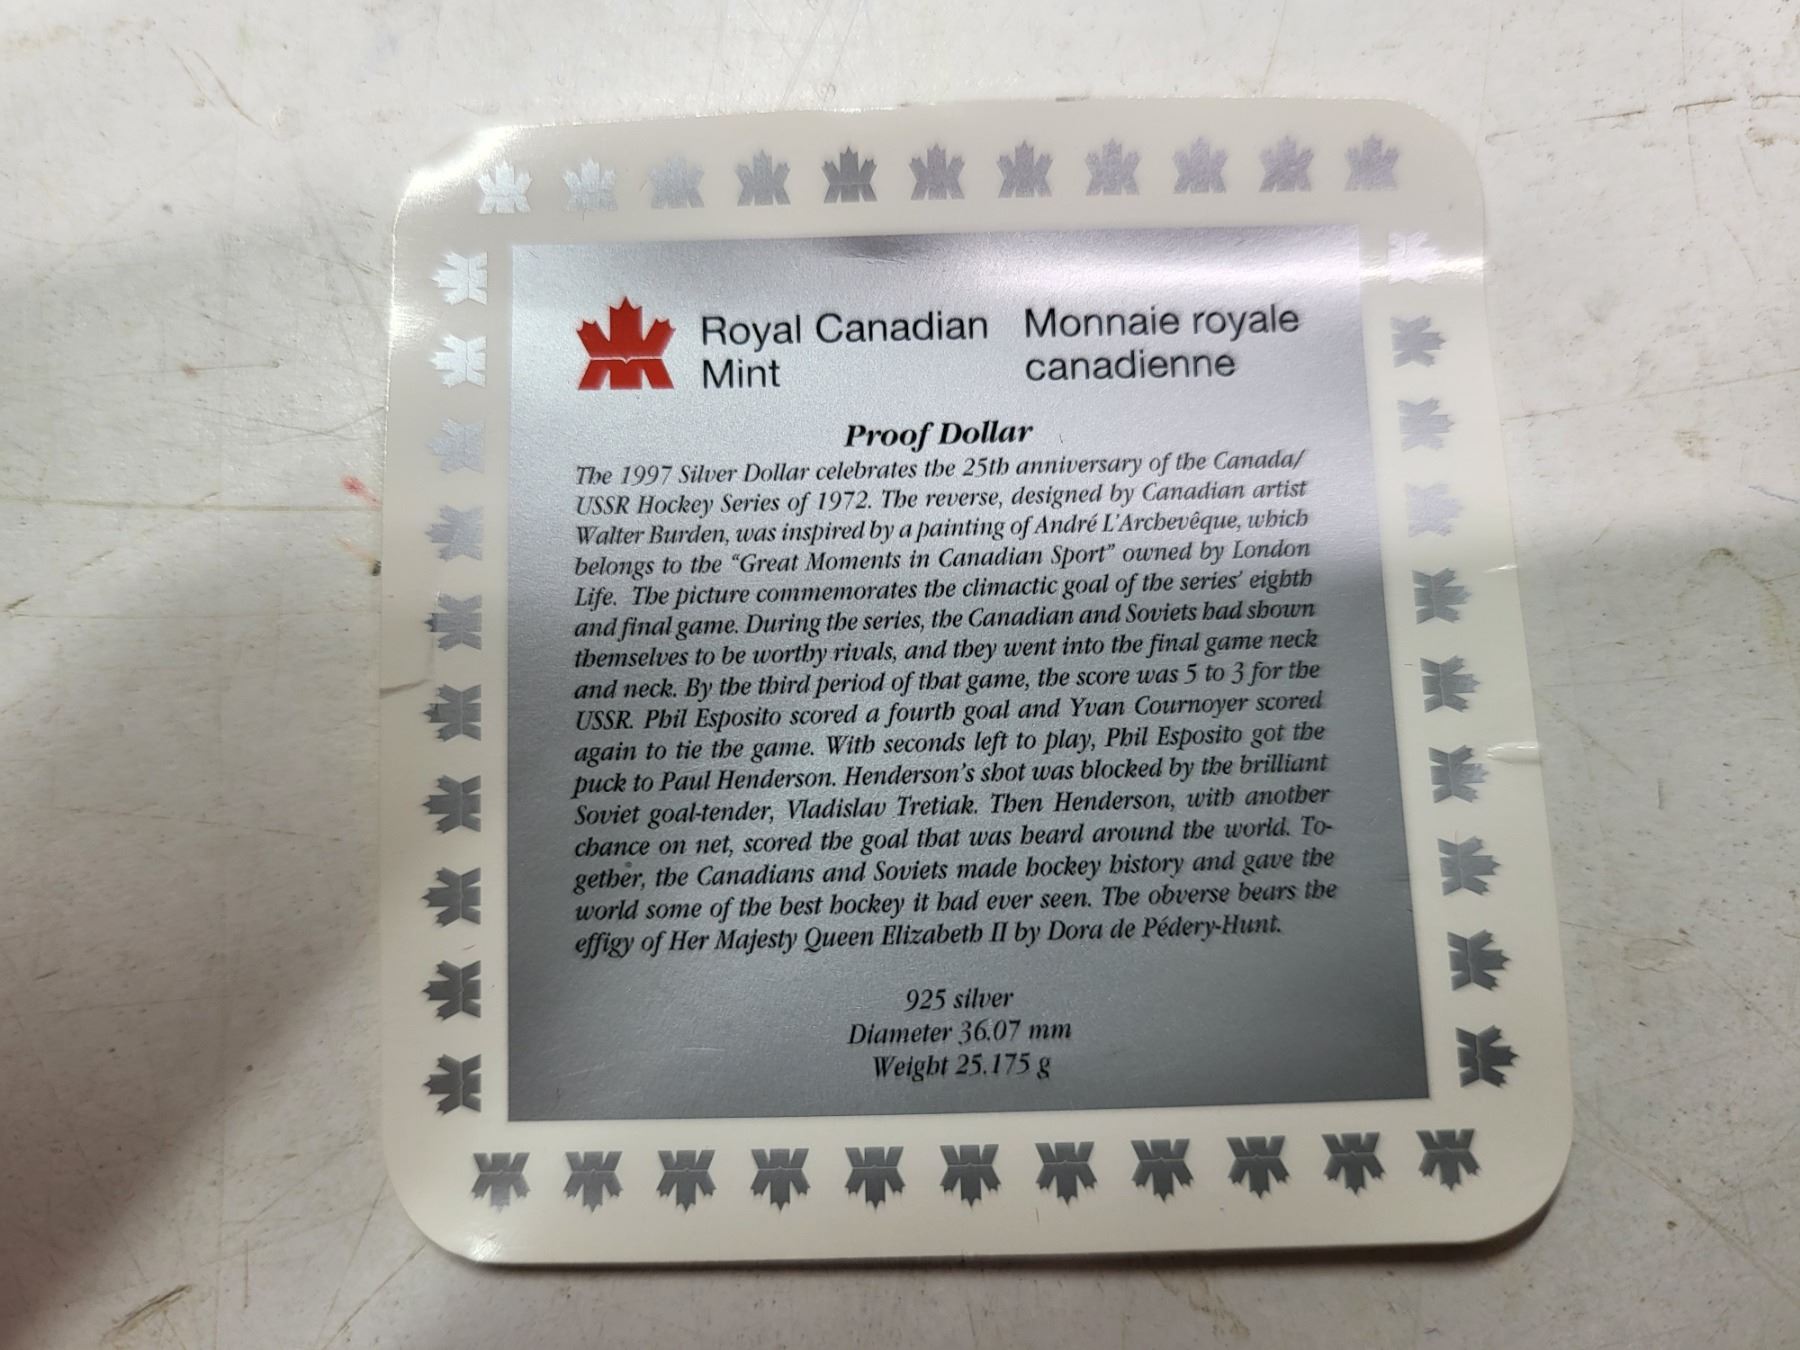 Royal Canadian
Mint
Monnaie royale
canadienne
Proof Dollar
The 1997 Silver Dollar celebrates the 25th anniversary of the Canada/
USSR Hockey Series of 1972. The reverse, designed by Canadian artist
Walter Burden, was inspired by a painting of André L'Archevêque, which
belongs to the “Great Moments in Canadian Sport” owned by London
Life. The picture commemorates the climactic goal of the series' eighth
and final game. During the series, the Canadian and Soviets had shown
themselves to be worthy rivals, and they went into the final game neck
and neck. By the third period of that game, the score was 5 to 3 for the
USSR. Phil Esposito scored a fourth goal and Yvan Cournoyer scored
again to tie the game. With seconds left to play, Phil Esposito got the
puck to Paul Henderson. Henderson's shot was blocked by the brilliant
Soviet goal-tender, Vladislav Tretiak. Then Henderson, with another
chance on net, scored the goal that was heard around the world. To-
gether, the Canadians and Soviets made hockey history and gave the
world some of the best hockey it had ever seen. The obverse bears the
effigy of Her Majesty Queen Elizabeth II by Dora de Pédery-Hunt.
925 silver
Diameter 36.07 mm
Weight 25.175 g